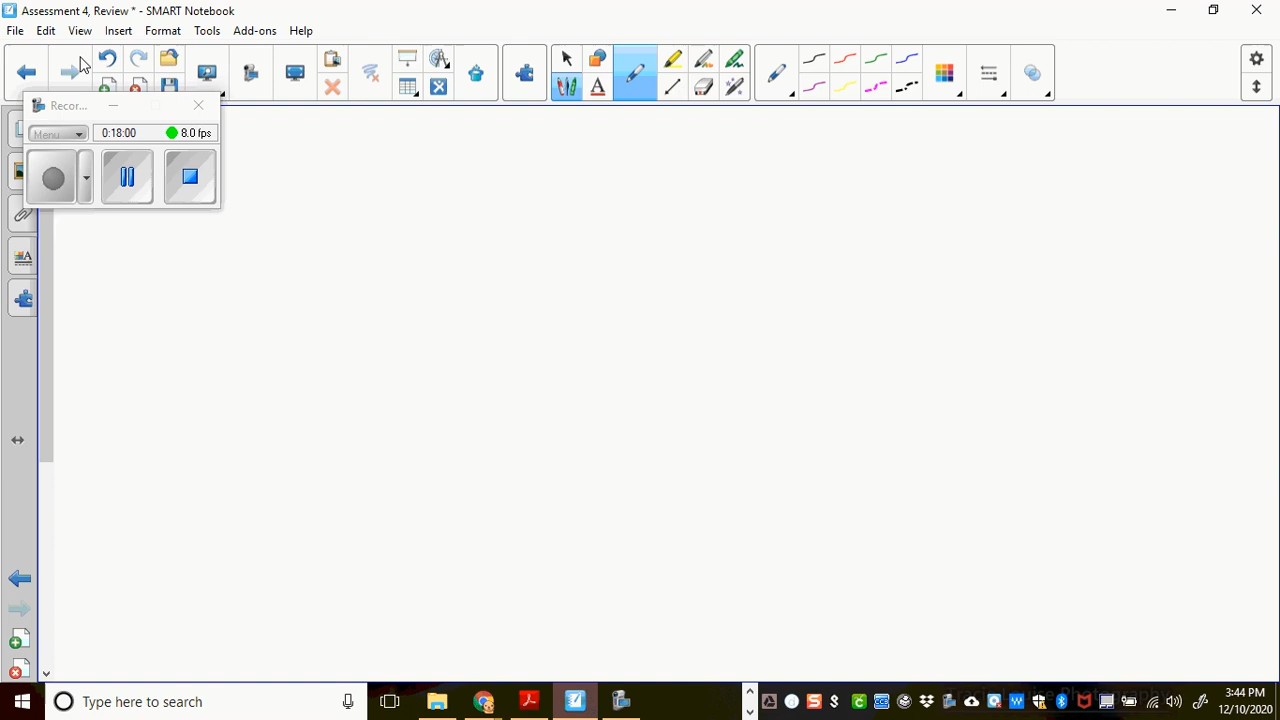 Assessment 4, Review * - SMART Notebook
File Edit View Insert Format Tools Add-ons Help
Recor...
Menu 0:18:00 8.0 fps
A
Type here to search
3:44 PM
12/10/2020